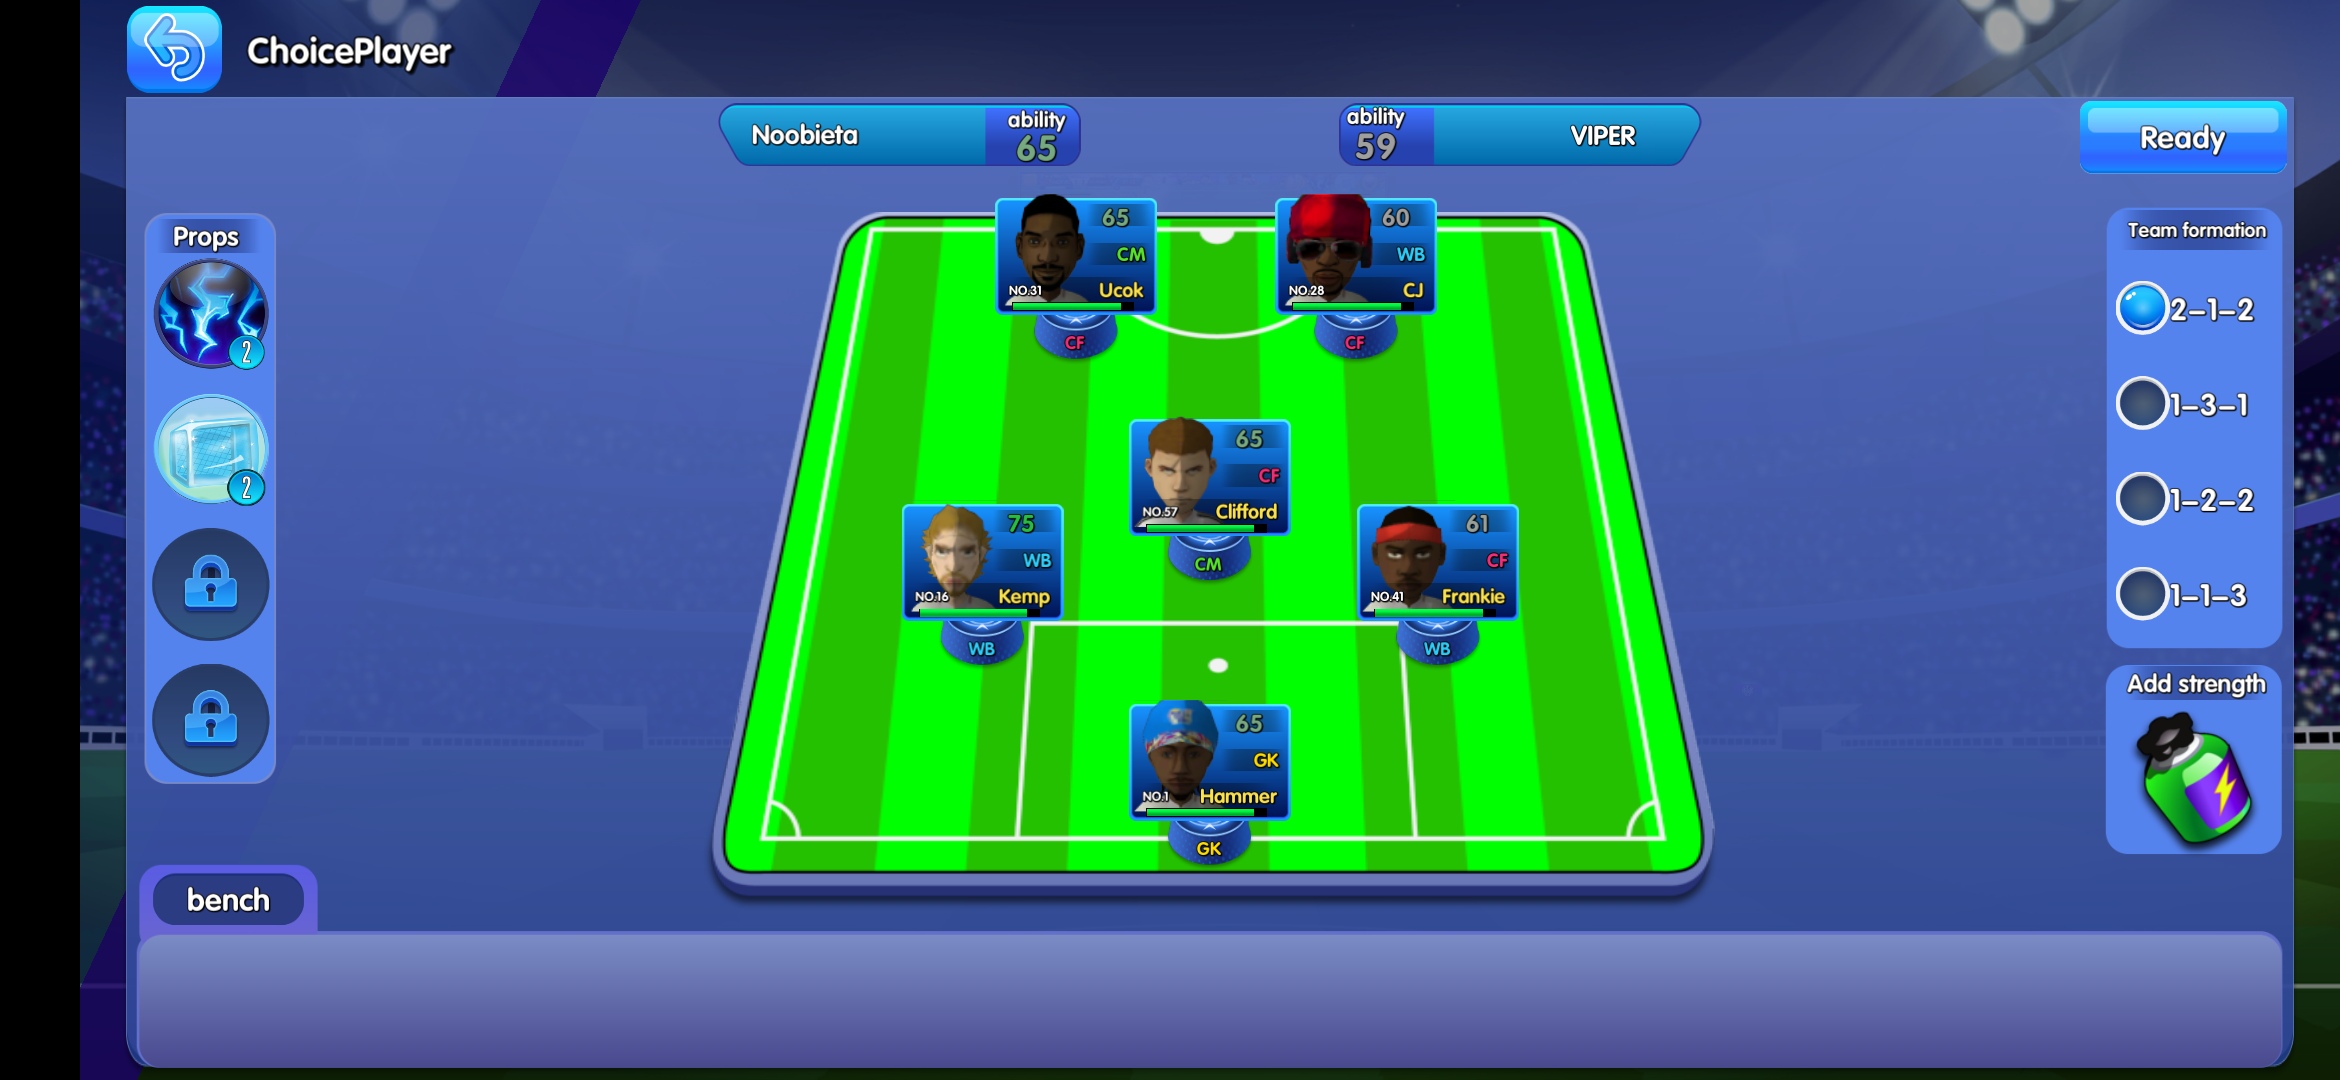 ChoicePlayer
Noobieta
ability
65
ability
59
VIPER
Ready
Props
2
2
65
CM
NO.31 Ucok
CF
60
WB
NO.28 CJ
CF
65
CF
NO.57 Clifford
CM
75
WB
NO.16 Kemp
WB
61
CF
NO.41 Frankie
WB
65
GK
NO.1 Hammer
GK
Team formation
2-1-2
1-3-1
1-2-2
1-1-3
Add strength
bench